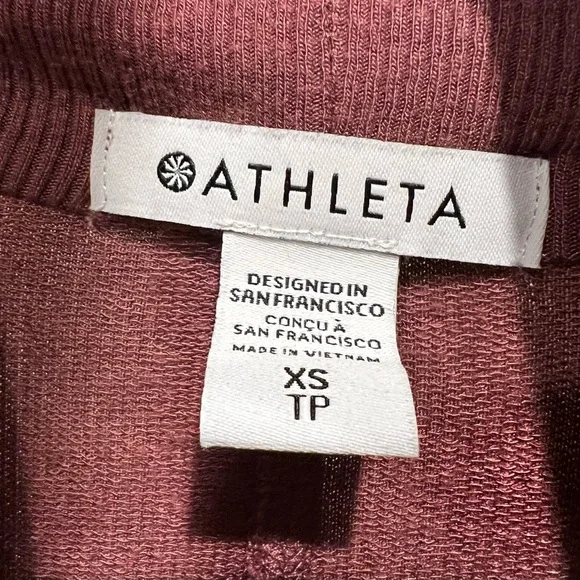 ATHLETA
DESIGNED IN
SAN FRANCISCO
CONÇU À
SAN FRANCISCO
MADE IN VIETNAM
XS
TP